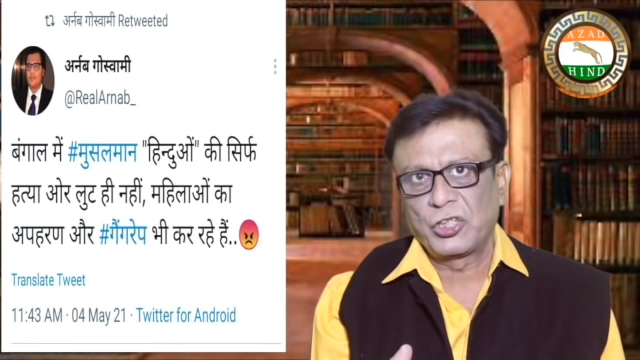 अर्नब गोस्वामी Retweeted
अर्नब गोस्वामी
@RealArnab_
बंगाल में #मुसलमान "हिन्दुओं" की सिर्फ
हत्या ओर लुट ही नहीं, महिलाओं का
अपहरण और #गैंगरेप भी कर रहे हैं..😡
Translate Tweet
11:43 AM · 04 May 21 · Twitter for Android
AZAD
HIND